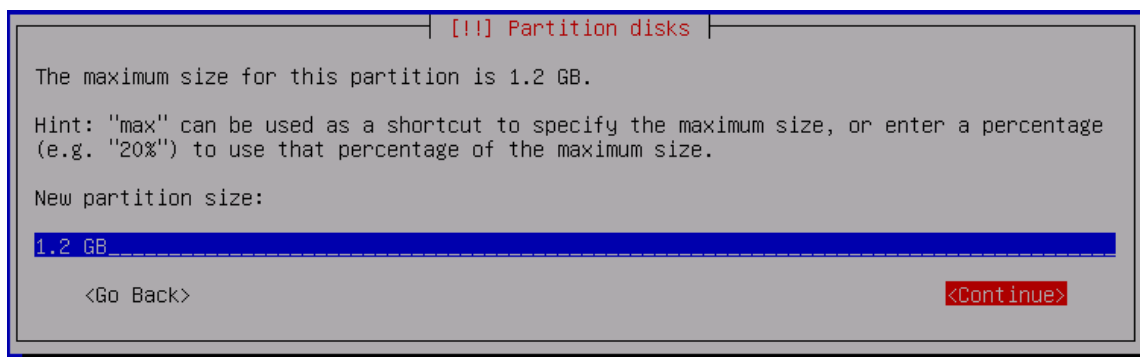 [!!] Partition disks
The maximum size for this partition is 1.2 GB.
Hint: "max" can be used as a shortcut to specify the maximum size, or enter a percentage
(e.g. "20%") to use that percentage of the maximum size.
New partition size:
1.2 GB
<Go Back> <Continue>